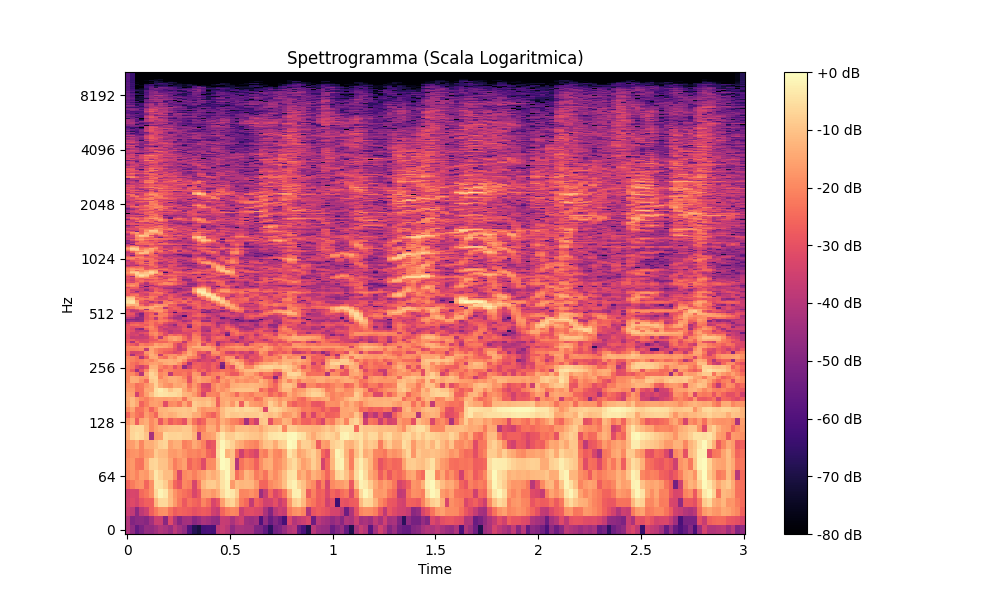 Spettrogramma (Scala Logaritmica)
Hz
8192
4096
2048
1024
512
256
128
64
0
0
0.5
1
1.5
2
2.5
3
Time
+0 dB
-10 dB
-20 dB
-30 dB
-40 dB
-50 dB
-60 dB
-70 dB
-80 dB